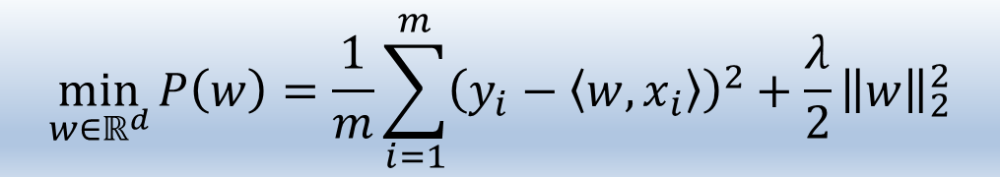 min_{w∈ℝ^d} P(w) = \frac{1}{m} \sum_{i=1}^{m} (y_i − ⟨w, x_i⟩)^2 + \frac{λ}{2} ‖w‖_2^2